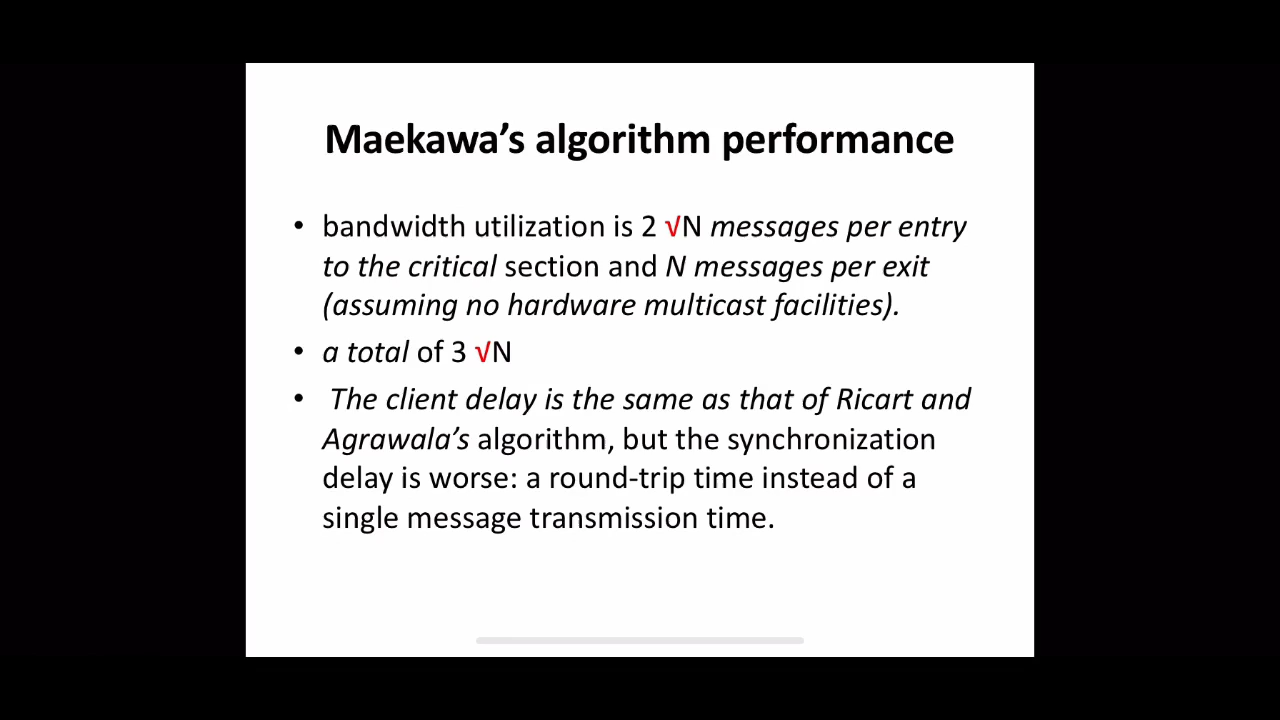 Maekawa's algorithm performance
• bandwidth utilization is 2 √N messages per entry
to the critical section and N messages per exit
(assuming no hardware multicast facilities).
• a total of 3 √N
• The client delay is the same as that of Ricart and
Agrawala's algorithm, but the synchronization
delay is worse: a round-trip time instead of a
single message transmission time.